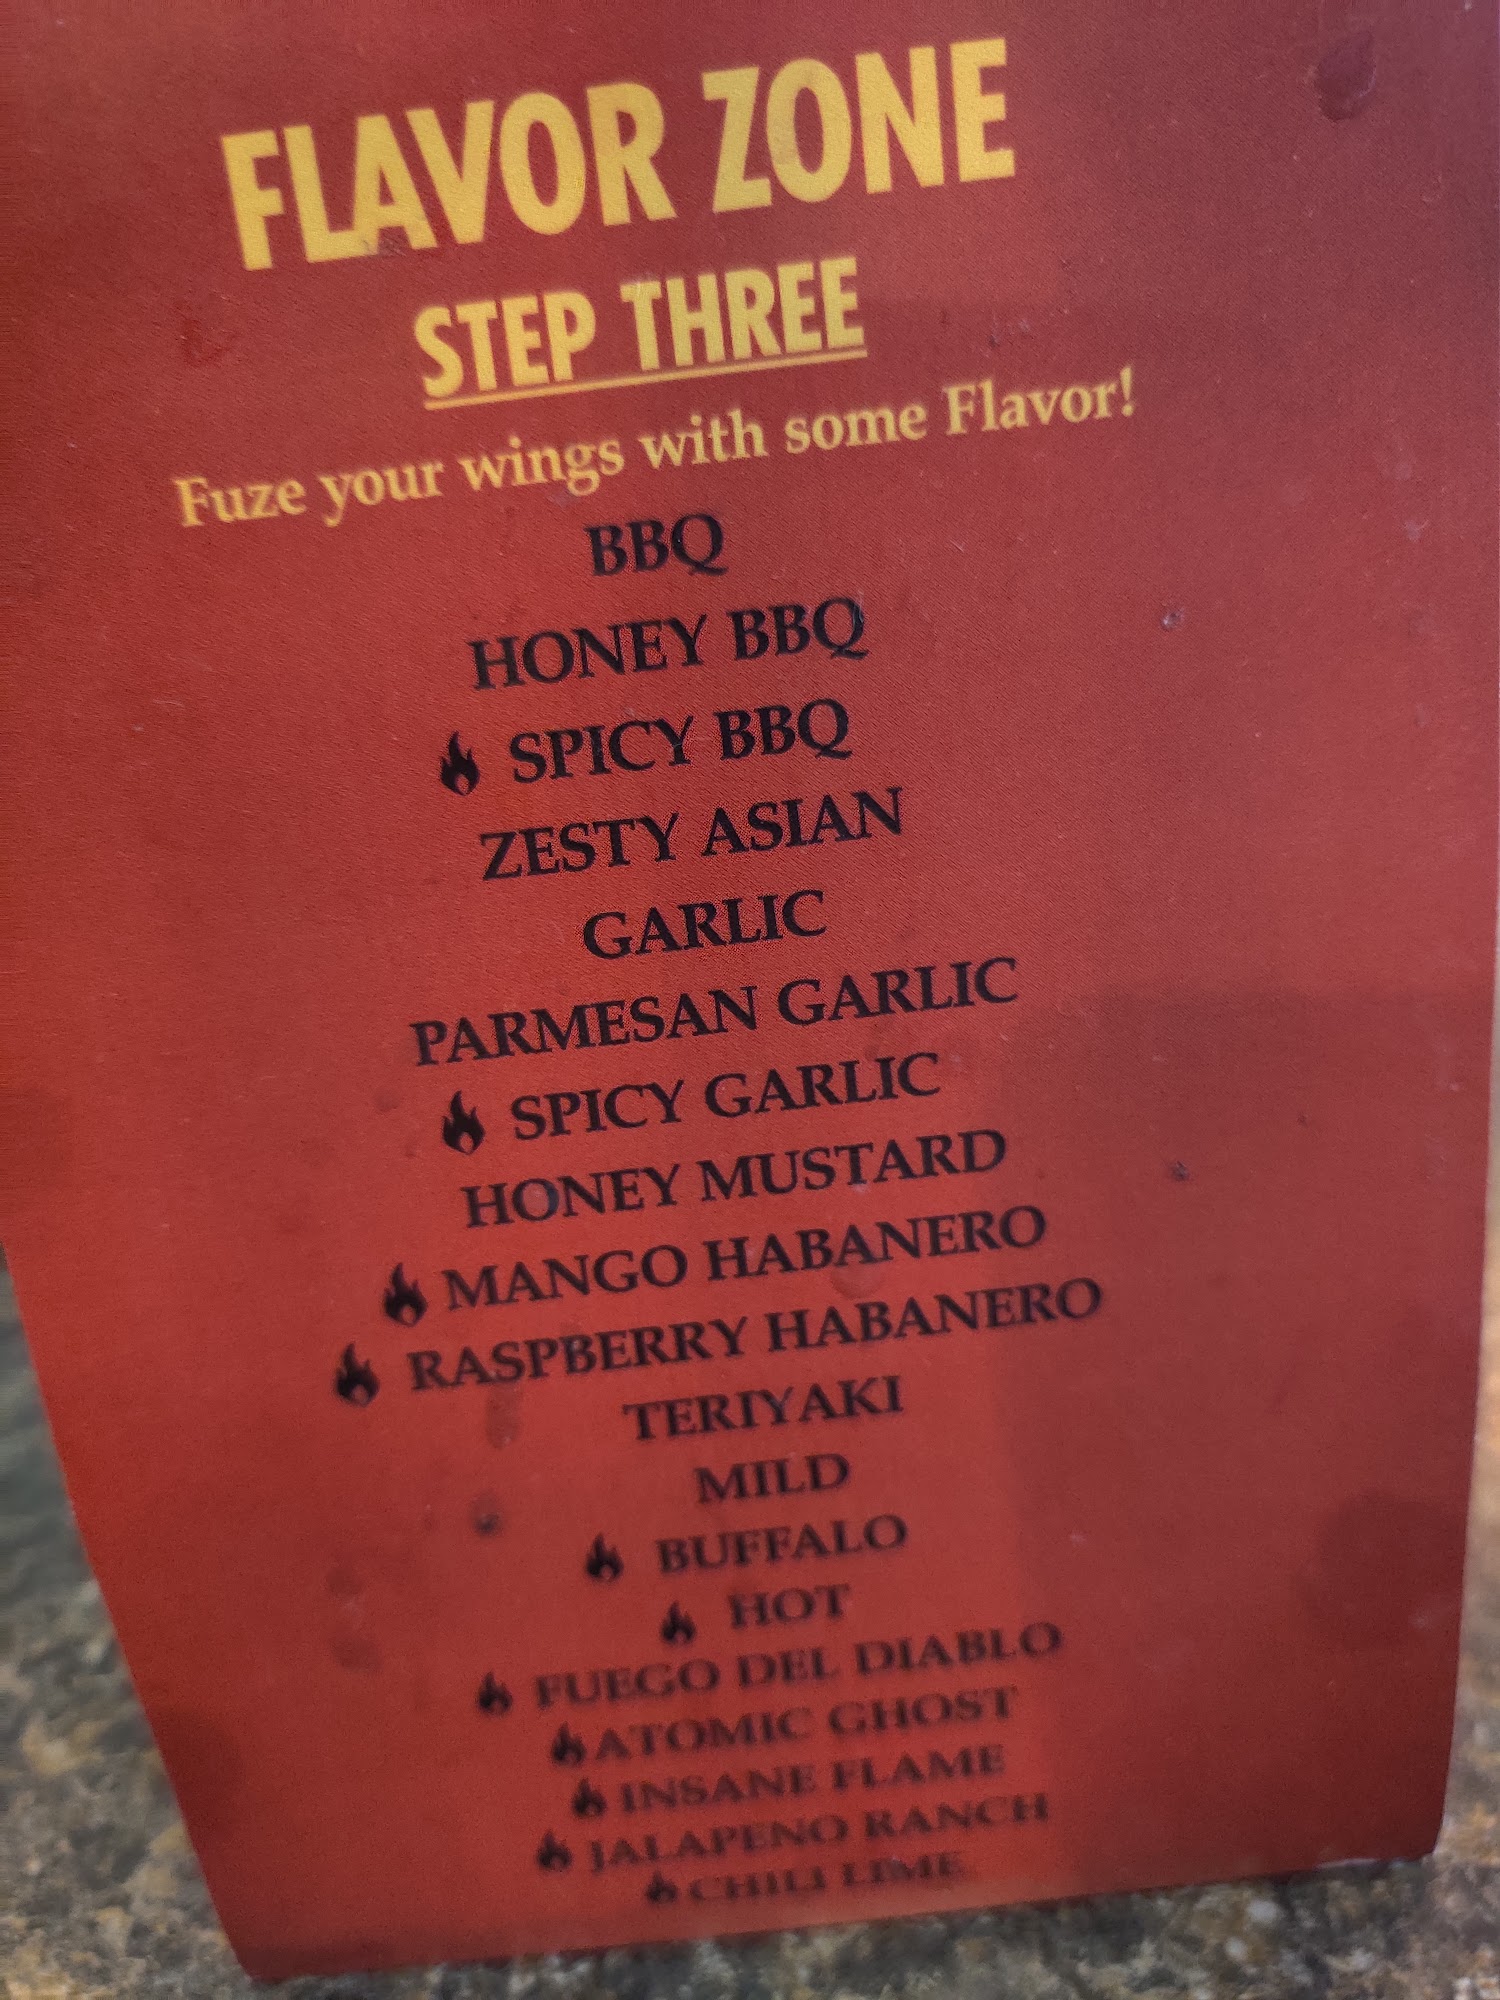 FLAVOR ZONE
STEP THREE
Fuze your wings with some Flavor!
BBQ
HONEY BBQ
SPICY BBQ
ZESTY ASIAN
GARLIC
PARMESAN GARLIC
SPICY GARLIC
HONEY MUSTARD
MANGO HABANERO
RASPBERRY HABANERO
TERIYAKI
MILD
BUFFALO
HOT
FUEGO DEL DIABLO
ATOMIC GHOST
INSANE FLAME
JALAPENO RANCH
CHILI LIME